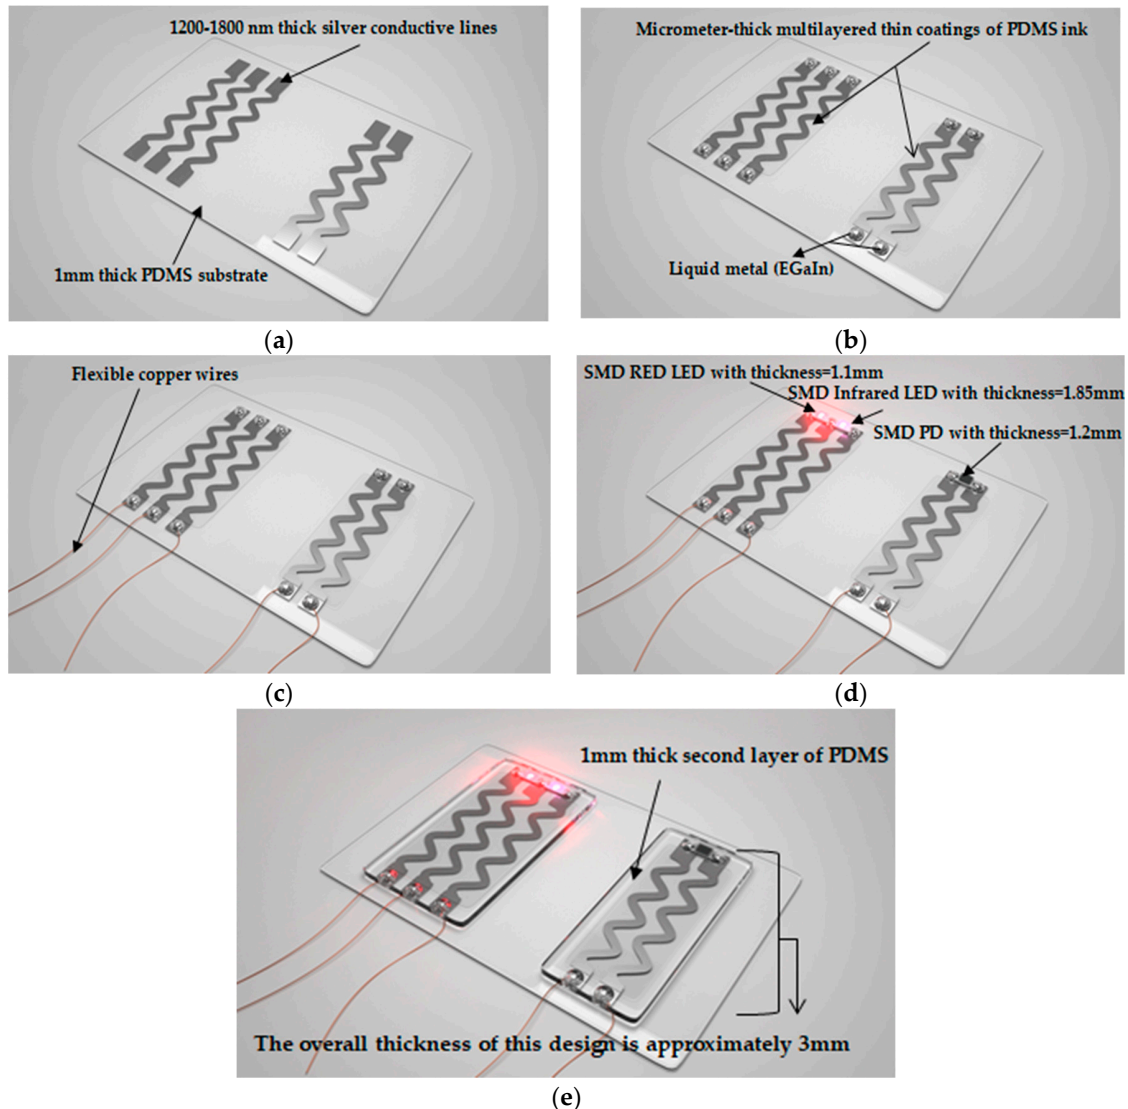 1200-1800 nm thick silver conductive lines
1mm thick PDMS substrate
(a)
Micrometer-thick multilayered thin coatings of PDMS ink
Liquid metal (EGaIn)
(b)
Flexible copper wires
(c)
SMD RED LED with thickness=1.1mm
SMD Infrared LED with thickness=1.85mm
SMD PD with thickness=1.2mm
(d)
1mm thick second layer of PDMS
The overall thickness of this design is approximately 3mm
(e)